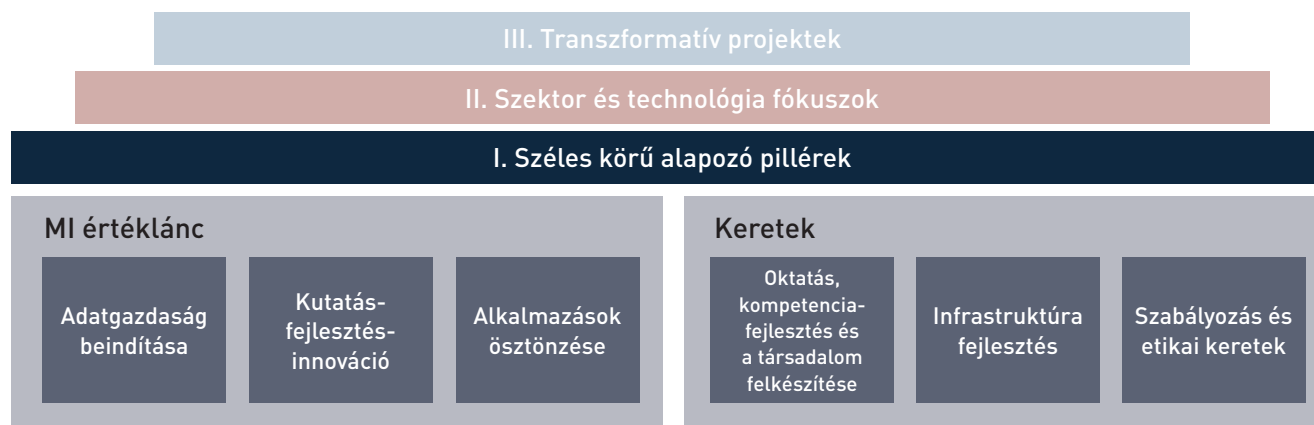 III. Transzformatív projektek
II. Szektor és technológia fókuszok
I. Széles körű alapozó pillérek
MI értéklánc
Adatgazdaság
beindítása
Kutatás-
fejlesztés-
innováció
Alkalmazások
ösztönzése
Keretek
Oktatás,
kompetencia-
fejlesztés és
a társadalom
felkészítése
Infrastruktúra
fejlesztés
Szabályozás és
etikai keretek